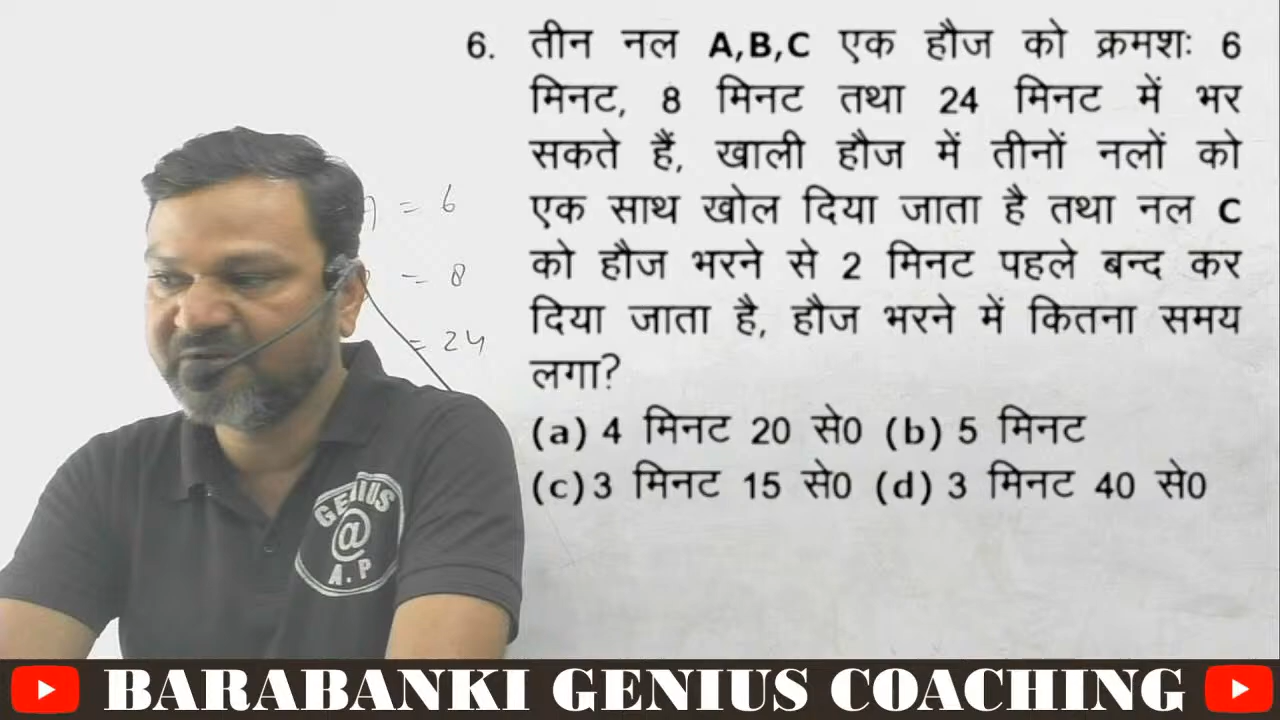 6. तीन नल A,B,C एक हौज को क्रमशः 6
मिनट, 8 मिनट तथा 24 मिनट में भर
सकते हैं, खाली हौज में तीनों नलों को
एक साथ खोल दिया जाता है तथा नल C
को हौज भरने से 2 मिनट पहले बन्द कर
दिया जाता है, हौज भरने में कितना समय
लगा?
(a) 4 मिनट 20 से0 (b) 5 मिनट
(c) 3 मिनट 15 से0 (d) 3 मिनट 40 से0
A = 6
= 8
= 24
GENIUS
@
A.P
BARABANKI GENIUS COACHING